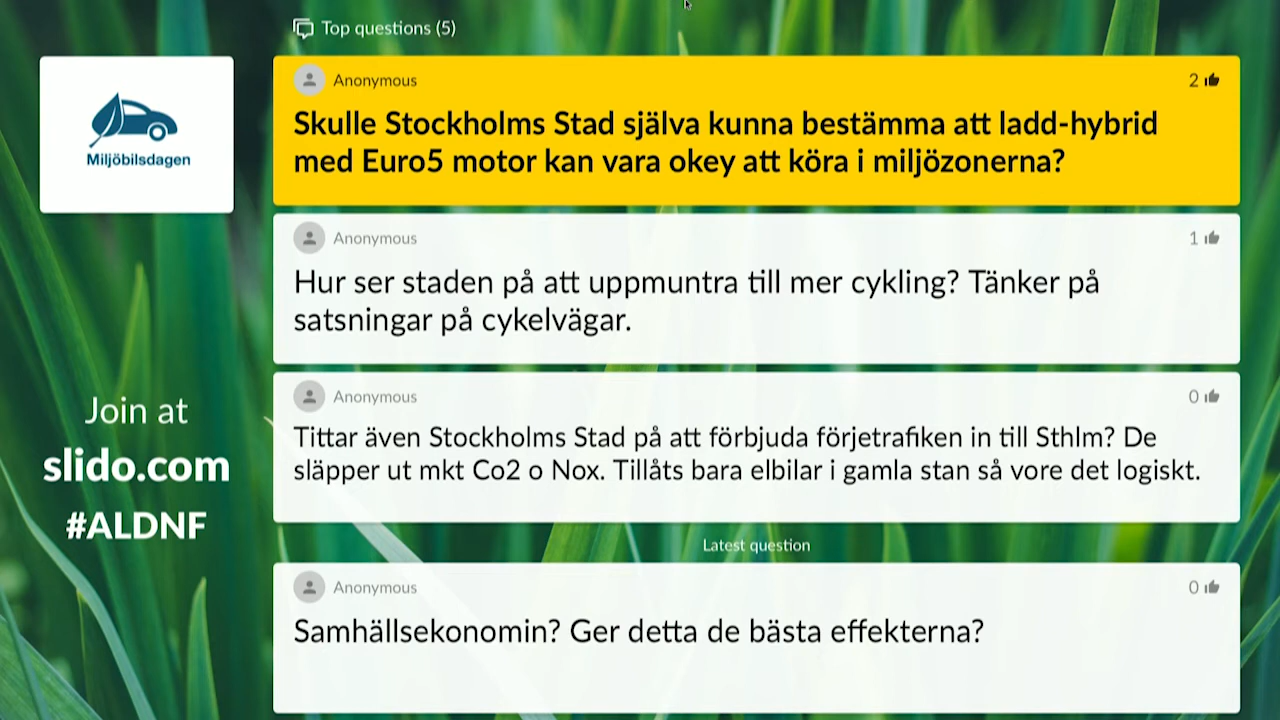 Top questions (5)
Miljöbilsdagen
Anonymous
2
Skulle Stockholms Stad själva kunna bestämma att ladd-hybrid
med Euro5 motor kan vara okey att köra i miljözonerna?
Anonymous
1
Hur ser staden på att uppmuntra till mer cykling? Tänker på
satsningar på cykelvägar.
Anonymous
0
Tittar även Stockholms Stad på att förbjuda förjetrafiken in till Sthlm? De
släpper ut mkt Co2 o Nox. Tillåts bara elbilar i gamla stan så vore det logiskt.
Join at
slido.com
#ALDNF
Latest question
Anonymous
0
Samhällsekonomin? Ger detta de bästa effekterna?